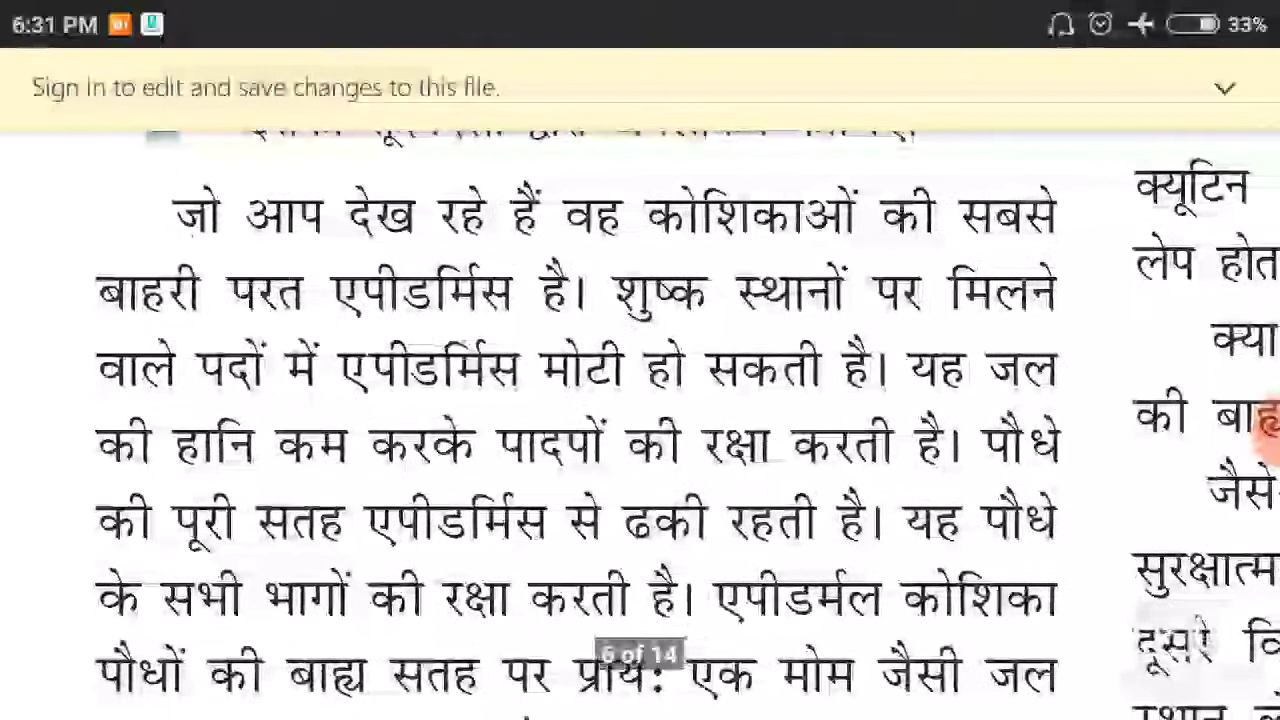 6:31 PM
33%
Sign in to edit and save changes to this file.
जो आप देख रहे हैं वह कोशिकाओं की सबसे
बाहरी परत एपीडर्मिस है। शुष्क स्थानों पर मिलने
वाले पदों में एपीडर्मिस मोटी हो सकती है। यह जल
की हानि कम करके पादपों की रक्षा करती है। पौधे
की पूरी सतह एपीडर्मिस से ढकी रहती है। यह पौधे
के सभी भागों की रक्षा करती है। एपीडर्मल कोशिका
पौधों की बाह्य सतह पर प्रायः एक मोम जैसी जल
6 of 14
क्यूटिन
लेप होत
क्या
की बाह्य
जैसे
सुरक्षात्म
दूसरे वि